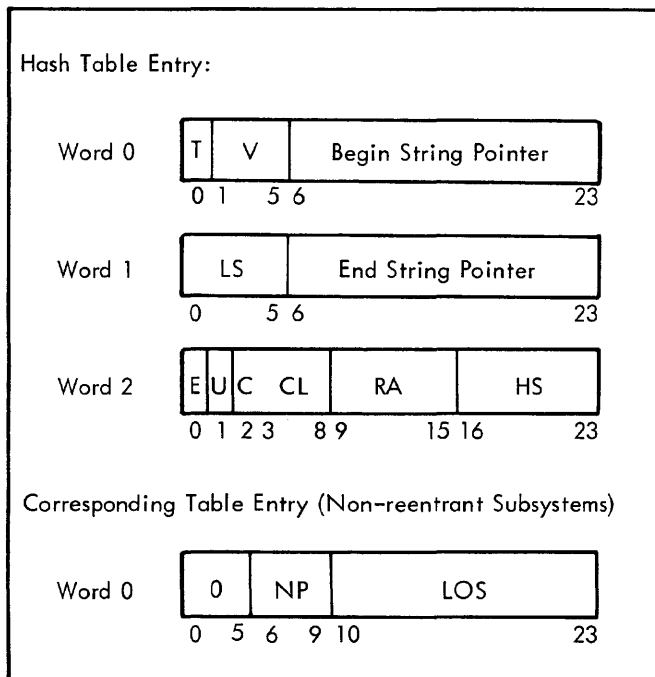 Hash Table Entry:
Word 0 T V Begin String Pointer
0 1 5 6 23
Word 1 LS End String Pointer
0 5 6 23
Word 2 E U C CL RA HS
0 1 2 3 8 9 15 16 23
Corresponding Table Entry (Non-reentrant Subsystems)
Word 0 0 NP LOS
0 5 6 9 10 23